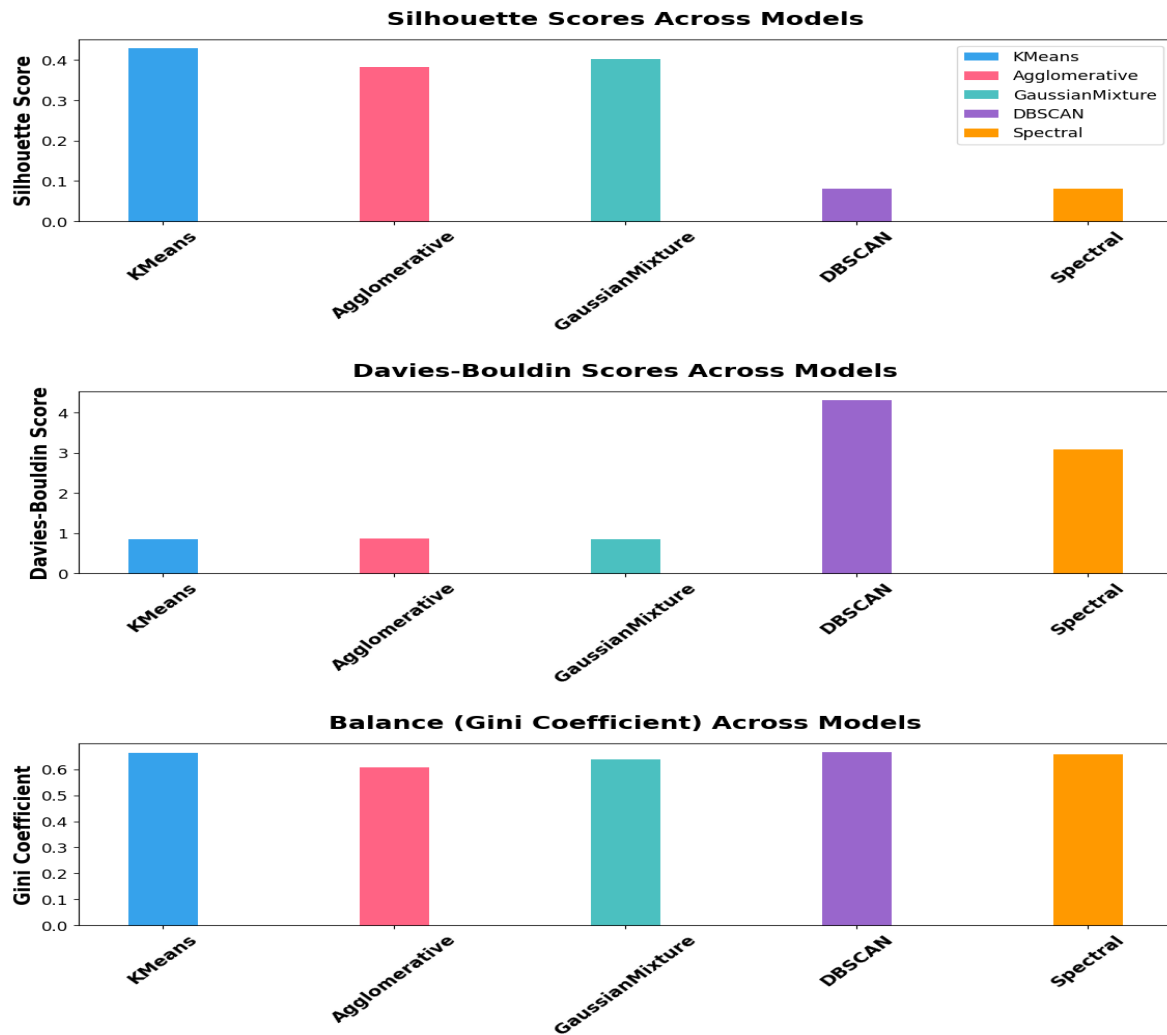 Silhouette Scores Across Models
Silhouette Score
0.4
0.3
0.2
0.1
0.0
KMeans
Agglomerative
GaussianMixture
DBSCAN
Spectral
KMeans
Agglomerative
GaussianMixture
DBSCAN
Spectral
Davies-Bouldin Scores Across Models
Davies-Bouldin Score
4
3
2
1
0
KMeans
Agglomerative
GaussianMixture
DBSCAN
Spectral
Balance (Gini Coefficient) Across Models
Gini Coefficient
0.6
0.5
0.4
0.3
0.2
0.1
0.0
KMeans
Agglomerative
GaussianMixture
DBSCAN
Spectral